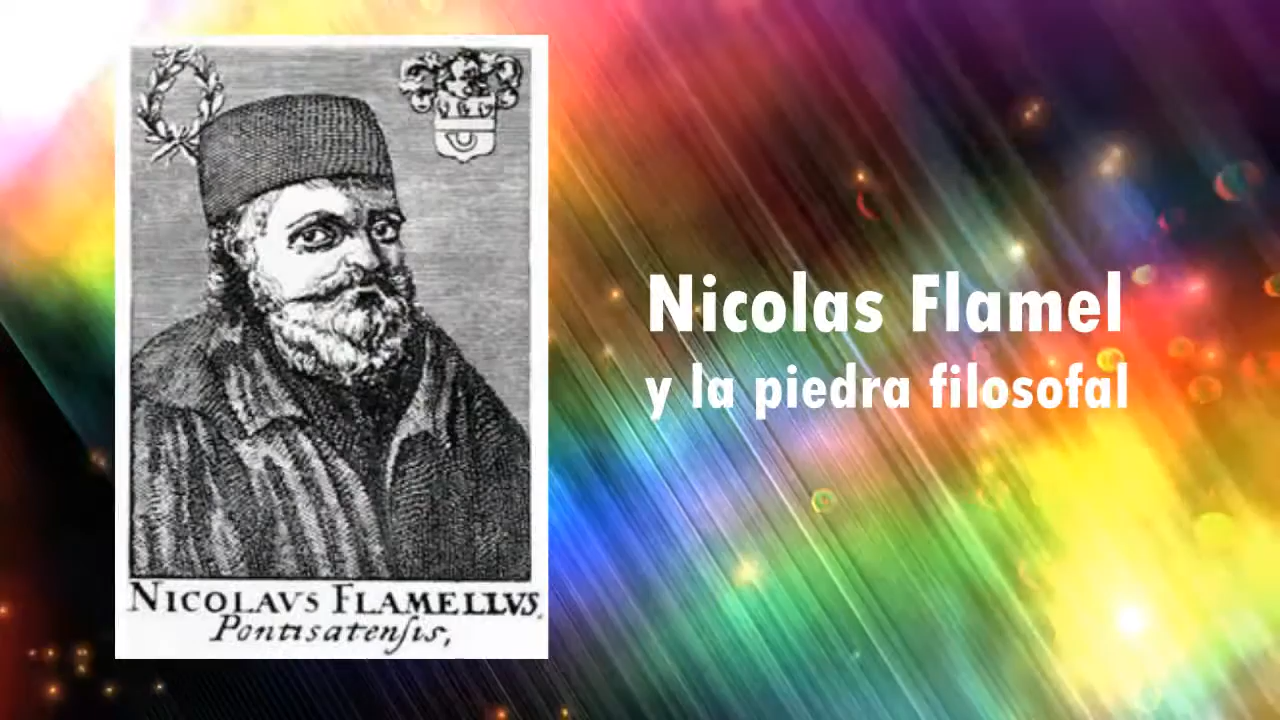 NICOLAVS FLAMELLVS,
Pontisatenſis,
Nicolas Flamel
y la piedra filosofal